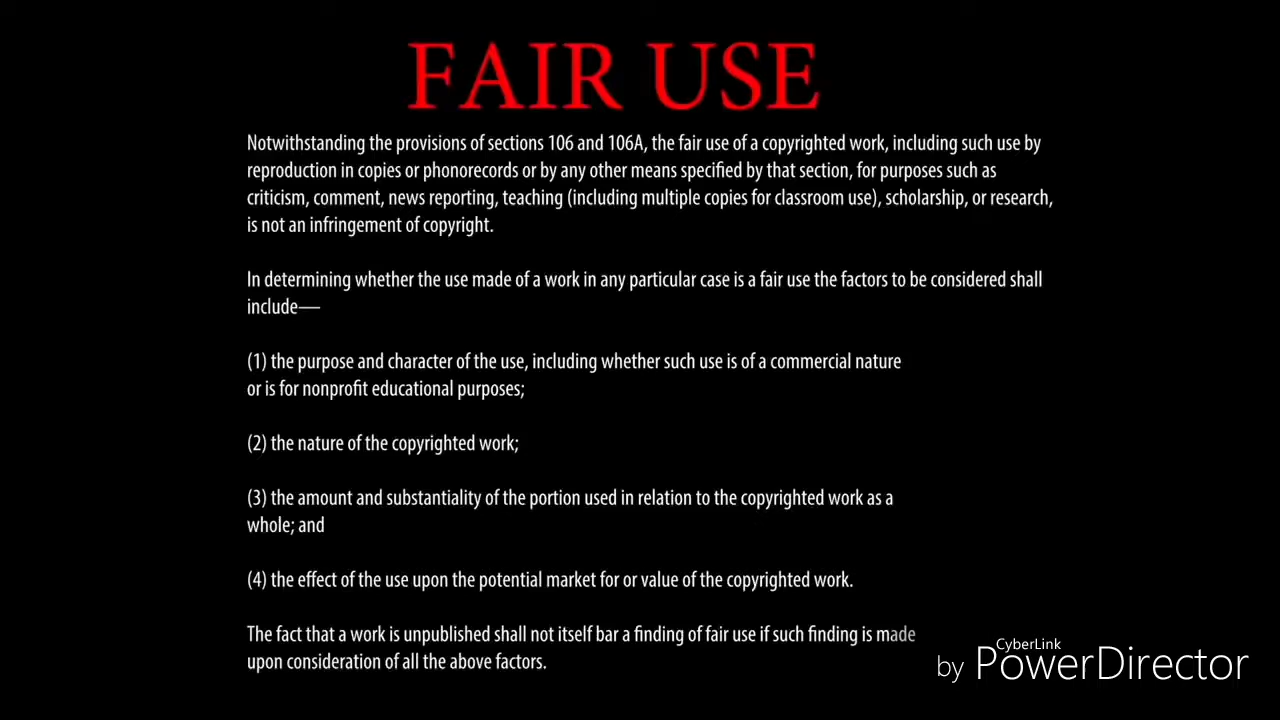 FAIR USE
Notwithstanding the provisions of sections 106 and 106A, the fair use of a copyrighted work, including such use by
reproduction in copies or phonorecords or by any other means specified by that section, for purposes such as
criticism, comment, news reporting, teaching (including multiple copies for classroom use), scholarship, or research,
is not an infringement of copyright.
In determining whether the use made of a work in any particular case is a fair use the factors to be considered shall
include—
(1) the purpose and character of the use, including whether such use is of a commercial nature
or is for nonprofit educational purposes;
(2) the nature of the copyrighted work;
(3) the amount and substantiality of the portion used in relation to the copyrighted work as a
whole; and
(4) the effect of the use upon the potential market for or value of the copyrighted work.
The fact that a work is unpublished shall not itself bar a finding of fair use if such finding is made
upon consideration of all the above factors.
CyberLink
by PowerDirector